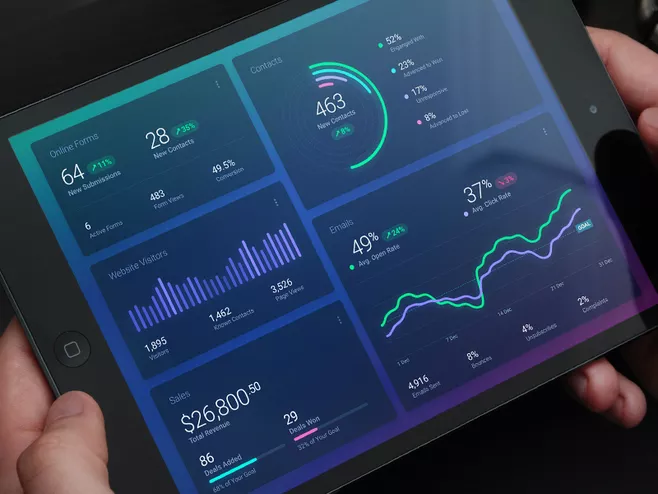 Online Forms
64 ↗11%
New Submissions
28 ↗35%
New Contacts
6
Active Forms
483
Form Views
49.5%
Conversion
Contacts
463
New Contacts
↗8%
52%
Engaged With
23%
Advanced to Won
17%
Unresponsive
8%
Advanced to Lost
Website Visitors
1,895
Visitors
1,462
Known Contacts
3,526
Page Views
Emails
49% ↗24%
Avg. Open Rate
37% ↘3%
Avg. Click Rate
GOAL
1 Dec
7 Dec
14 Dec
21 Dec
31 Dec
4,916
Emails Sent
8%
Bounces
4%
Unsubscribes
2%
Complaints
Sales
$26,800.50
Total Revenue
86
Deals Added
68% of Your Goal
29
Deals Won
32% of Your Goal